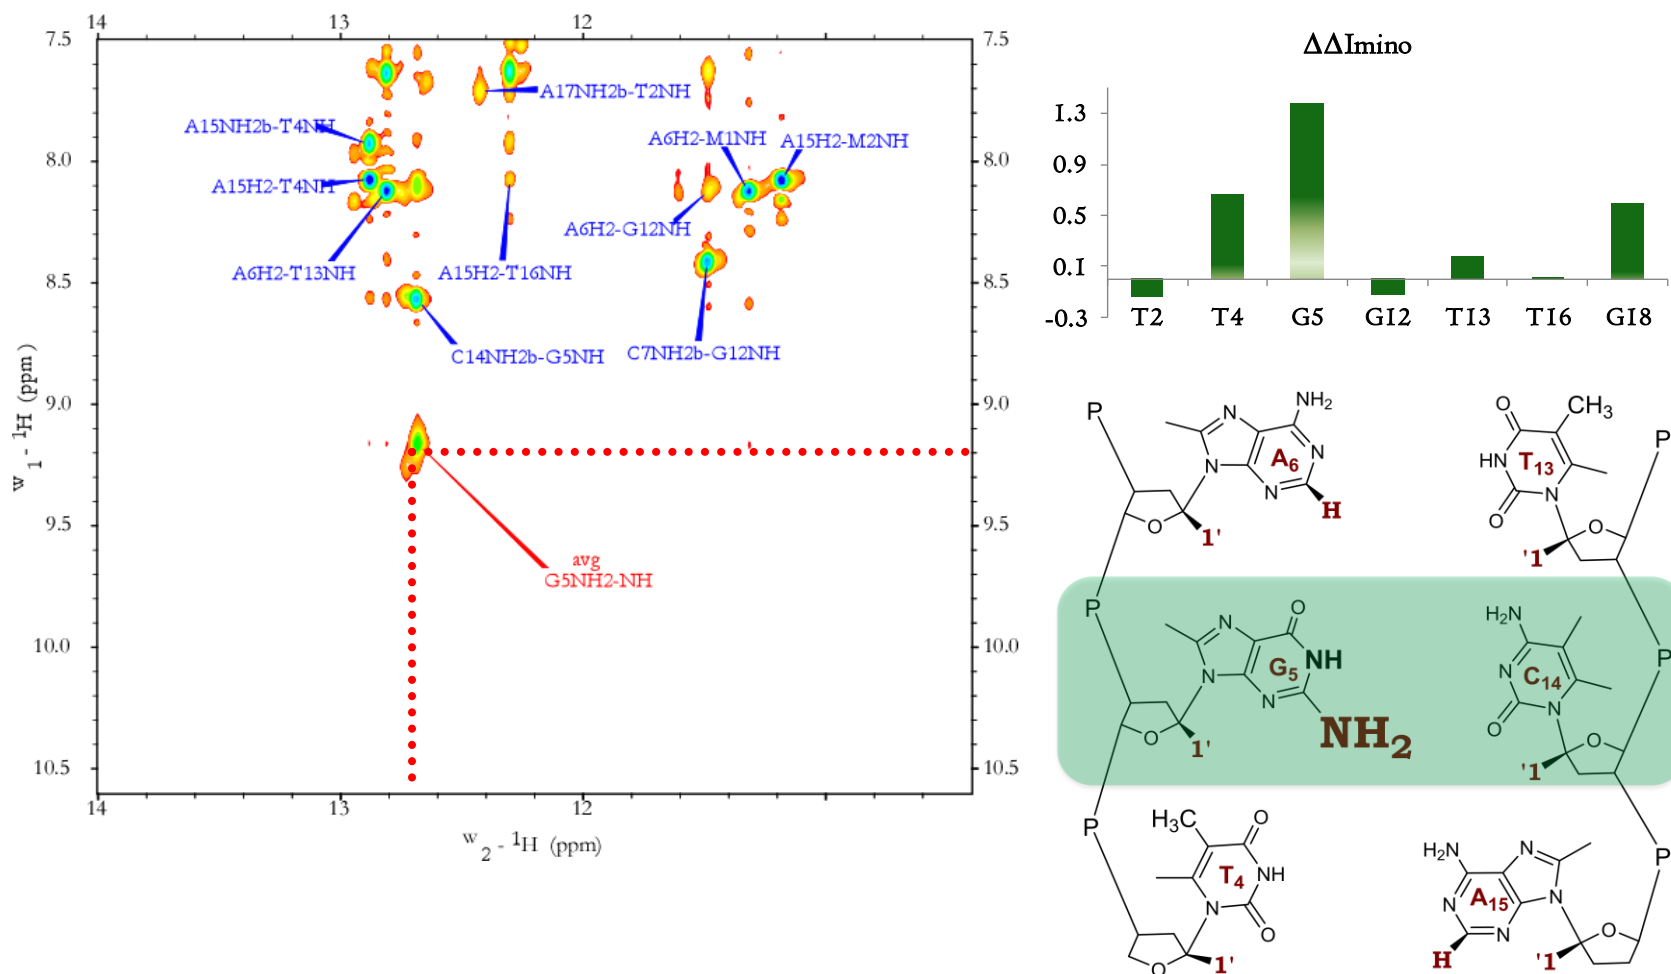 14
13
12
7.5
8.0
8.5
9.0
9.5
10.0
10.5
w1 - 1H (ppm)
7.5
8.0
8.5
9.0
9.5
10.0
10.5
14
13
12
w2 - 1H (ppm)
A17NH2b-T2NH
A15NH2b-T4NH
A6H2-M1NH
A15H2-M2NH
A15H2-T4NH
A6H2-G12NH
A6H2-T13NH
A15H2-T16NH
C14NH2b-G5NH
C7NH2b-G12NH
avg
G5NH2-NH
ΔΔImino
1.3
0.9
0.5
0.1
-0.3
T2
T4
G5
G12
T13
T16
G18
P
N
N
NH2
N
N
A6
H
O
1'
O
CH3
HN
T13
N
O
O
'1
P
P
N
O
N
NH
G5
N
NH2
O
1'
H2N
N
C14
N
O
O
'1
P
P
H3C
O
T4
NH
N
O
O
1'
H2N
N
N
A15
N
N
H
O
'1
P